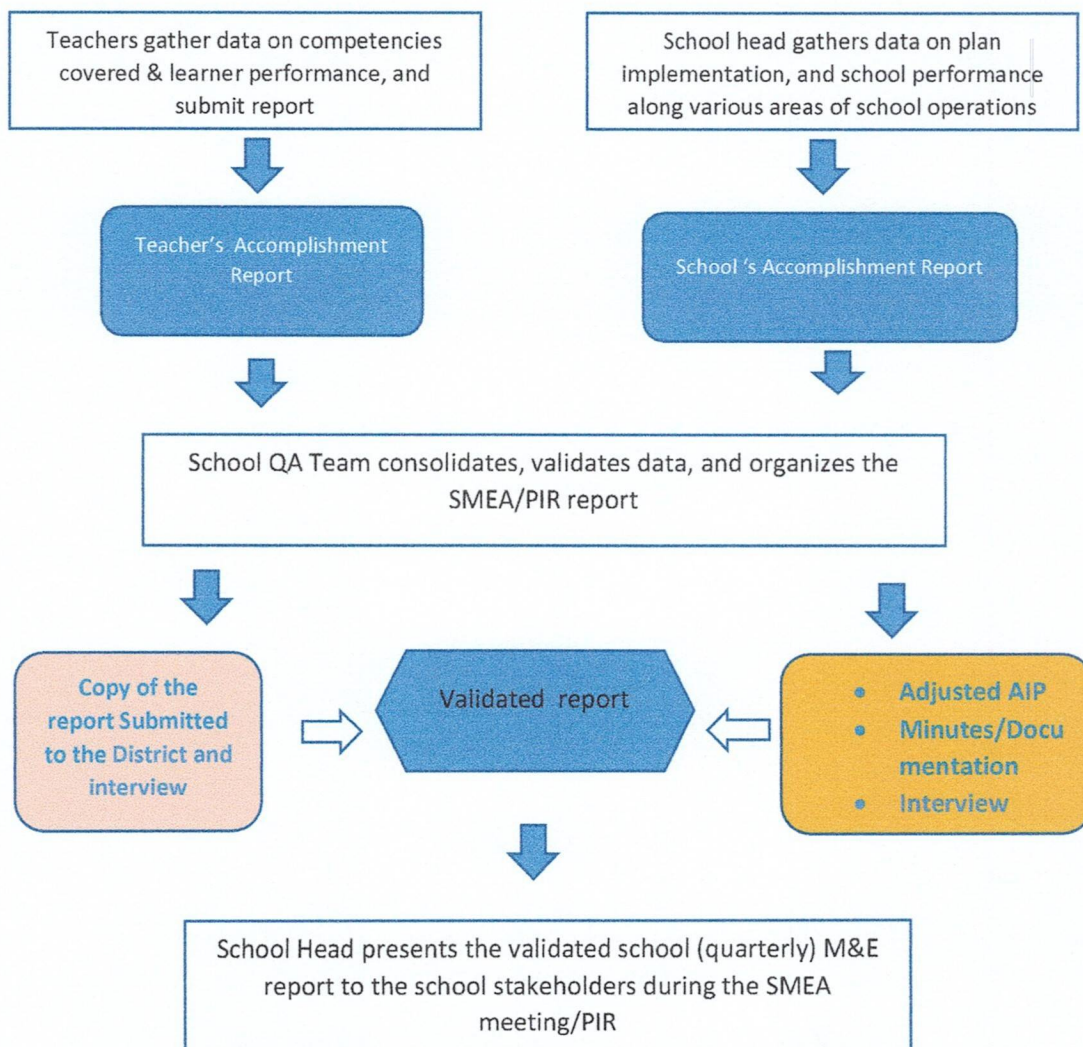 Teachers gather data on competencies
covered & learner performance, and
submit report
School head gathers data on plan
implementation, and school performance
along various areas of school operations
Teacher's Accomplishment
Report
School 's Accomplishment Report
School QA Team consolidates, validates data, and organizes the
SMEA/PIR report
Copy of the
report Submitted
to the District and
interview
Validated report
• Adjusted AIP
• Minutes/Docu
mentation
• Interview
School Head presents the validated school (quarterly) M&E
report to the school stakeholders during the SMEA
meeting/PIR